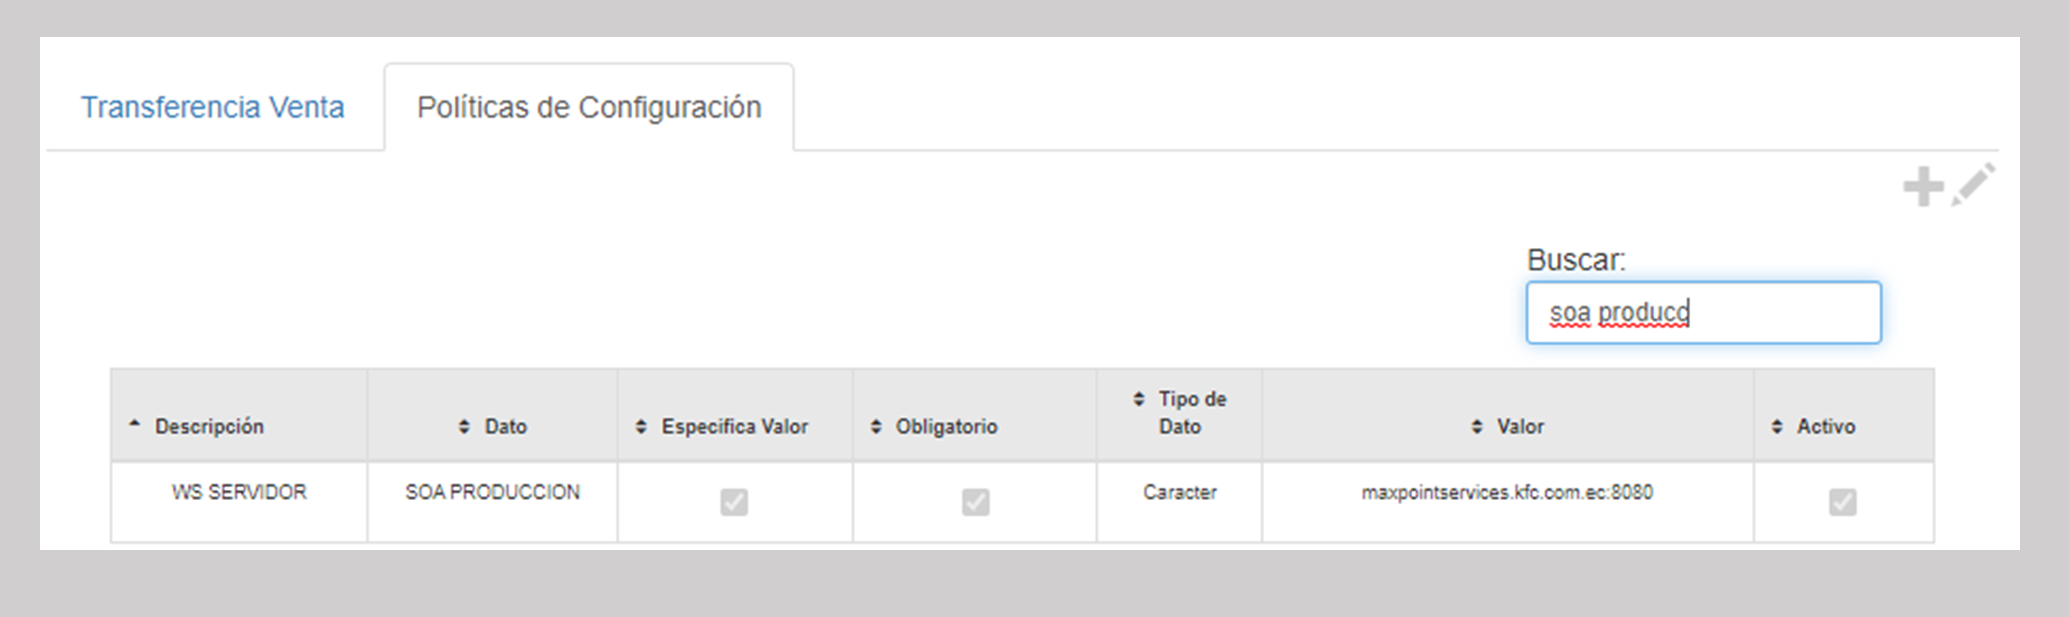 Transferencia Venta
Políticas de Configuración
Buscar:
soa producc
Descripción
Dato
Especifica Valor
Obligatorio
Tipo de
Dato
Valor
Activo
WS SERVIDOR
SOA PRODUCCION
Caracter
maxpointservices.kfc.com.ec:8080